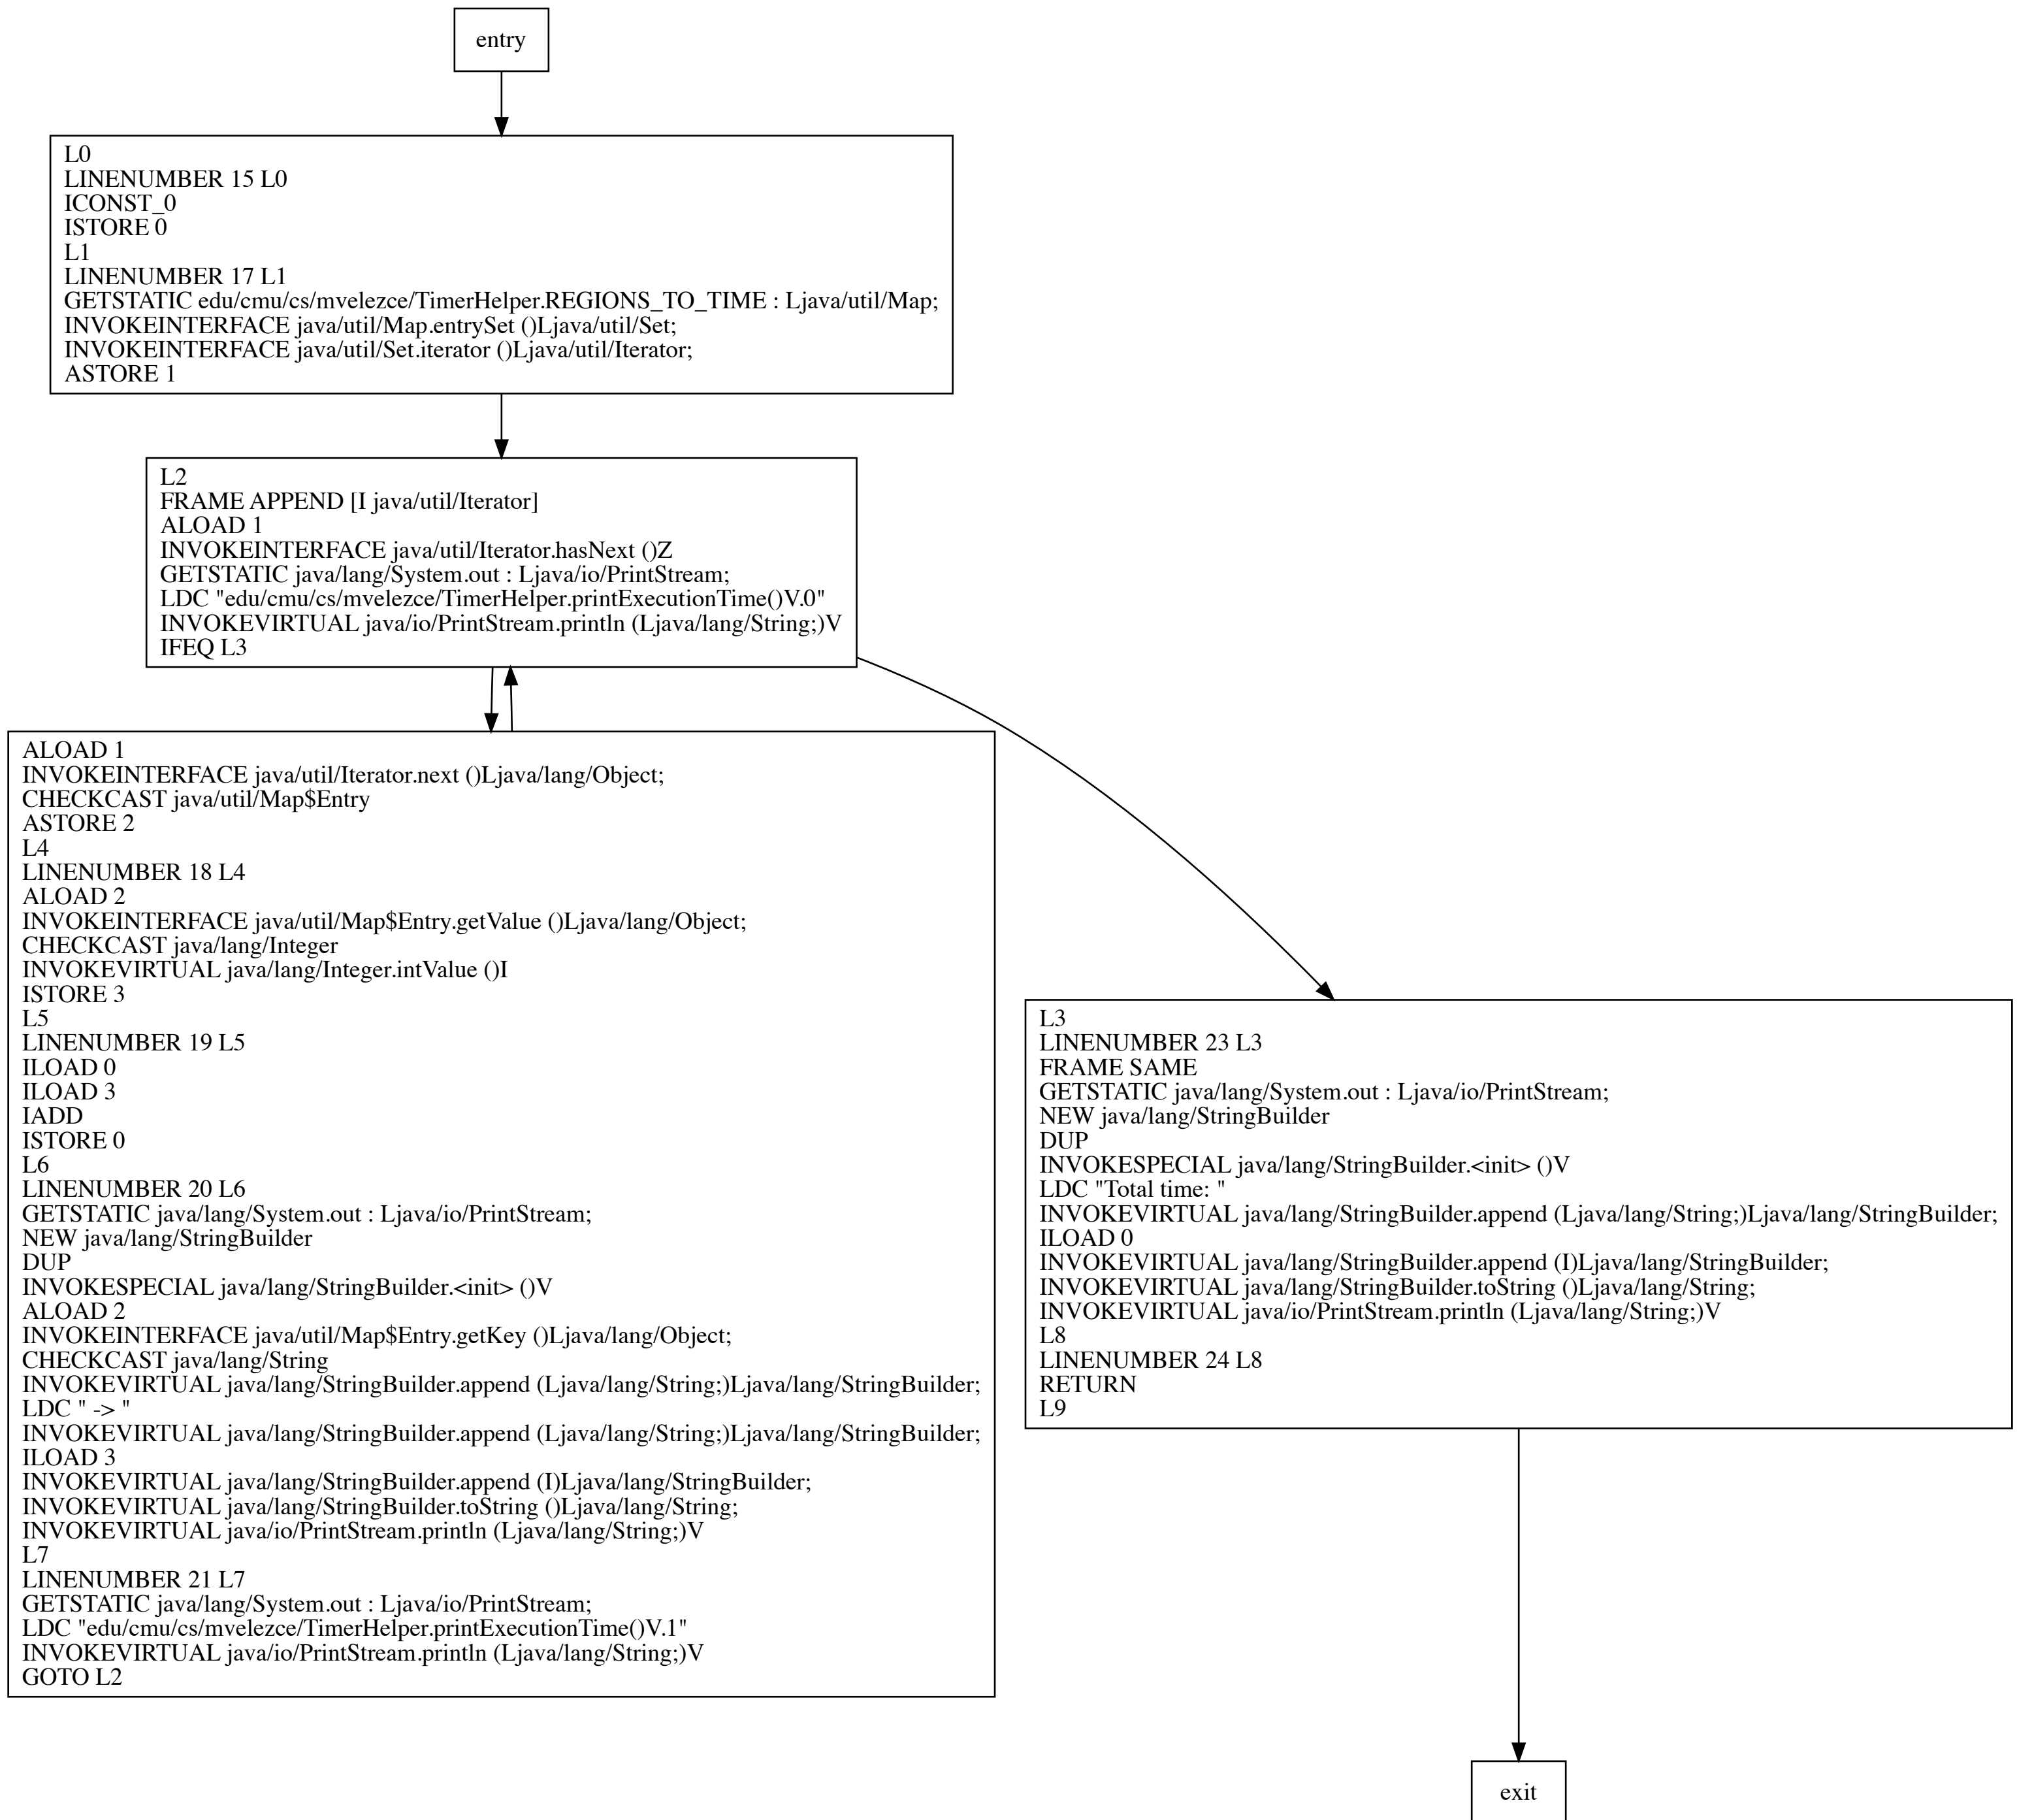 entry
L0
LINENUMBER 15 L0
ICONST_0
ISTORE 0
L1
LINENUMBER 17 L1
GETSTATIC edu/cmu/cs/mvelezce/TimerHelper.REGIONS_TO_TIME : Ljava/util/Map;
INVOKEINTERFACE java/util/Map.entrySet ()Ljava/util/Set;
INVOKEINTERFACE java/util/Set.iterator ()Ljava/util/Iterator;
ASTORE 1
L2
FRAME APPEND [I java/util/Iterator]
ALOAD 1
INVOKEINTERFACE java/util/Iterator.hasNext ()Z
GETSTATIC java/lang/System.out : Ljava/io/PrintStream;
LDC "edu/cmu/cs/mvelezce/TimerHelper.printExecutionTime()V.0"
INVOKEVIRTUAL java/io/PrintStream.println (Ljava/lang/String;)V
IFEQ L3
ALOAD 1
INVOKEINTERFACE java/util/Iterator.next ()Ljava/lang/Object;
CHECKCAST java/util/Map$Entry
ASTORE 2
L4
LINENUMBER 18 L4
ALOAD 2
INVOKEINTERFACE java/util/Map$Entry.getValue ()Ljava/lang/Object;
CHECKCAST java/lang/Integer
INVOKEVIRTUAL java/lang/Integer.intValue ()I
ISTORE 3
L5
LINENUMBER 19 L5
ILOAD 0
ILOAD 3
IADD
ISTORE 0
L6
LINENUMBER 20 L6
GETSTATIC java/lang/System.out : Ljava/io/PrintStream;
NEW java/lang/StringBuilder
DUP
INVOKESPECIAL java/lang/StringBuilder.<init> ()V
ALOAD 2
INVOKEINTERFACE java/util/Map$Entry.getKey ()Ljava/lang/Object;
CHECKCAST java/lang/String
INVOKEVIRTUAL java/lang/StringBuilder.append (Ljava/lang/String;)Ljava/lang/StringBuilder;
LDC " -> "
INVOKEVIRTUAL java/lang/StringBuilder.append (Ljava/lang/String;)Ljava/lang/StringBuilder;
ILOAD 3
INVOKEVIRTUAL java/lang/StringBuilder.append (I)Ljava/lang/StringBuilder;
INVOKEVIRTUAL java/lang/StringBuilder.toString ()Ljava/lang/String;
INVOKEVIRTUAL java/io/PrintStream.println (Ljava/lang/String;)V
L7
LINENUMBER 21 L7
GETSTATIC java/lang/System.out : Ljava/io/PrintStream;
LDC "edu/cmu/cs/mvelezce/TimerHelper.printExecutionTime()V.1"
INVOKEVIRTUAL java/io/PrintStream.println (Ljava/lang/String;)V
GOTO L2
L3
LINENUMBER 23 L3
FRAME SAME
GETSTATIC java/lang/System.out : Ljava/io/PrintStream;
NEW java/lang/StringBuilder
DUP
INVOKESPECIAL java/lang/StringBuilder.<init> ()V
LDC "Total time: "
INVOKEVIRTUAL java/lang/StringBuilder.append (Ljava/lang/String;)Ljava/lang/StringBuilder;
ILOAD 0
INVOKEVIRTUAL java/lang/StringBuilder.append (I)Ljava/lang/StringBuilder;
INVOKEVIRTUAL java/lang/StringBuilder.toString ()Ljava/lang/String;
INVOKEVIRTUAL java/io/PrintStream.println (Ljava/lang/String;)V
L8
LINENUMBER 24 L8
RETURN
L9
exit